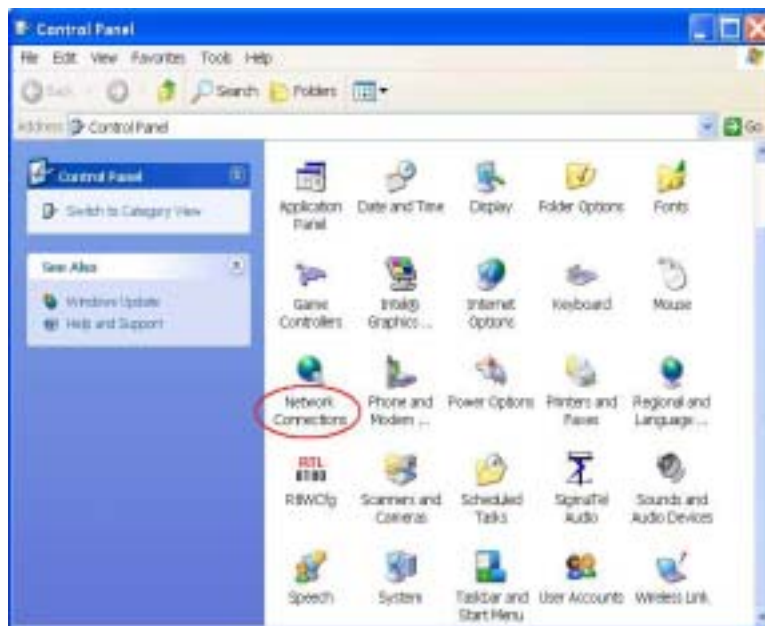 Control Panel
File Edit View Favorites Tools Help
Back Search Folders
Address Control Panel Go
Control Panel
Switch to Category View
See Also
Windows Update
Help and Support
Application Panel
Date and Time
Display
Folder Options
Fonts
Game Controllers
Intel(R) Graphics ...
Internet Options
Keyboard
Mouse
Network Connections
Phone and Modem ...
Power Options
Printers and Faxes
Regional and Language ...
RTL
R8WCfg
Scanners and Cameras
Scheduled Tasks
SigmaTel Audio
Sounds and Audio Devices
Speech
System
Taskbar and Start Menu
User Accounts
Wireless Link